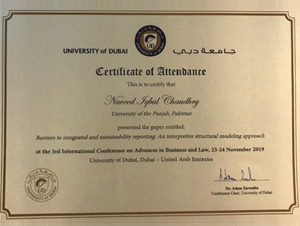 UNIVERSITY OF DUBAI
جامعة دبي
Certificate of Attendance
This is to certify that
Naveed Iqbal Chaudhry
University of the Punjab, Pakistan
presented the paper entitled:
Barriers to integrated and sustainability reporting: An interpretive structural modeling approach
at the 3rd International Conference on Advances in Business and Law, 23-24 November 2019
University of Dubai, Dubai – United Arab Emirates
Conference Chair, University of Dubai